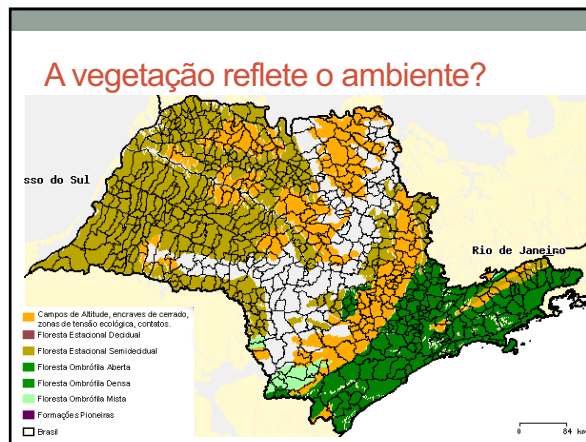 A vegetação reflete o ambiente?
sso do Sul
Rio de Janeiro
Campos de Altitude, encraves de cerrado,
zonas de tensão ecológica, contatos.
Floresta Estacional Decidual
Floresta Estacional Semidecidual
Floresta Ombrófila Aberta
Floresta Ombrófila Densa
Floresta Ombrófila Mista
Formações Pioneiras
Brasil
0 84 km